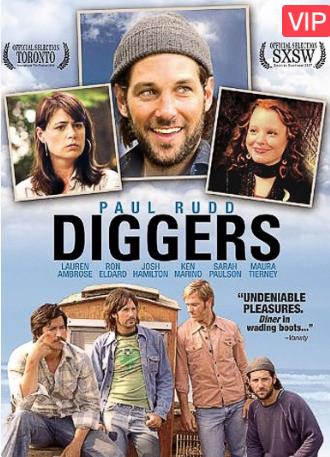 VIP
OFFICIAL SELECTION
TORONTO
OFFICIAL SELECTION
SXSW
PAUL RUDD
DIGGERS
LAUREN AMBROSE
RON ELDARD
JOSH HAMILTON
KEN MARINO
SARAH PAULSON
MAURA TIERNEY
"UNDENIABLE
PLEASURES.
Diner in
wading boots..."
–Variety